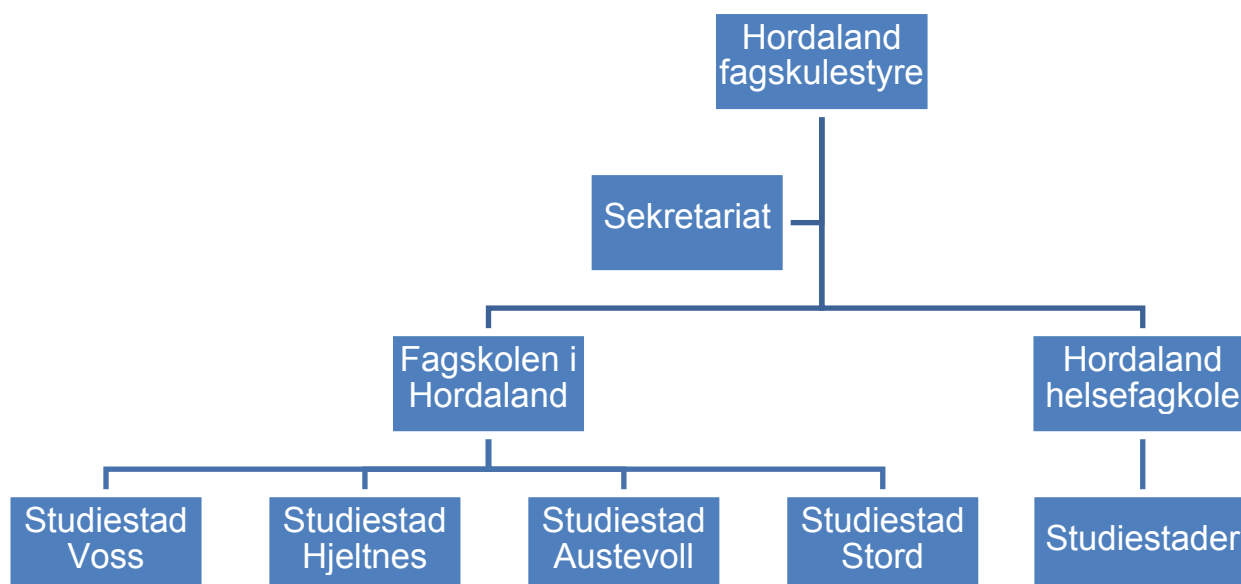 Hordaland
fagskulestyre
Sekretariat
Fagskolen i
Hordaland
Hordaland
helsefagkole
Studiestad
Voss
Studiestad
Hjeltnes
Studiestad
Austevoll
Studiestad
Stord
Studiestader